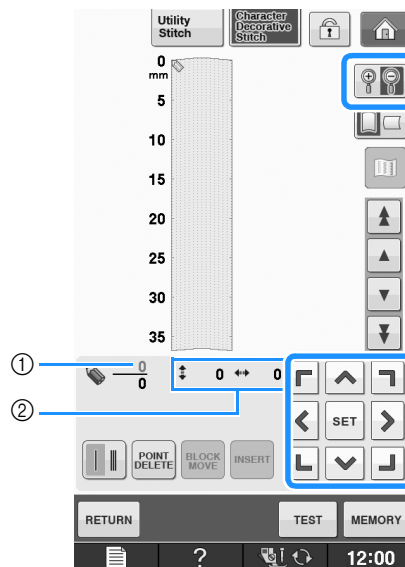 Utility
Stitch
Character
Decorative
Stitch
0
mm
5
10
15
20
25
30
35
①
0
0
0
0
②
SET
POINT
DELETE
BLOCK
MOVE
INSERT
RETURN
TEST
MEMORY
?
12:00